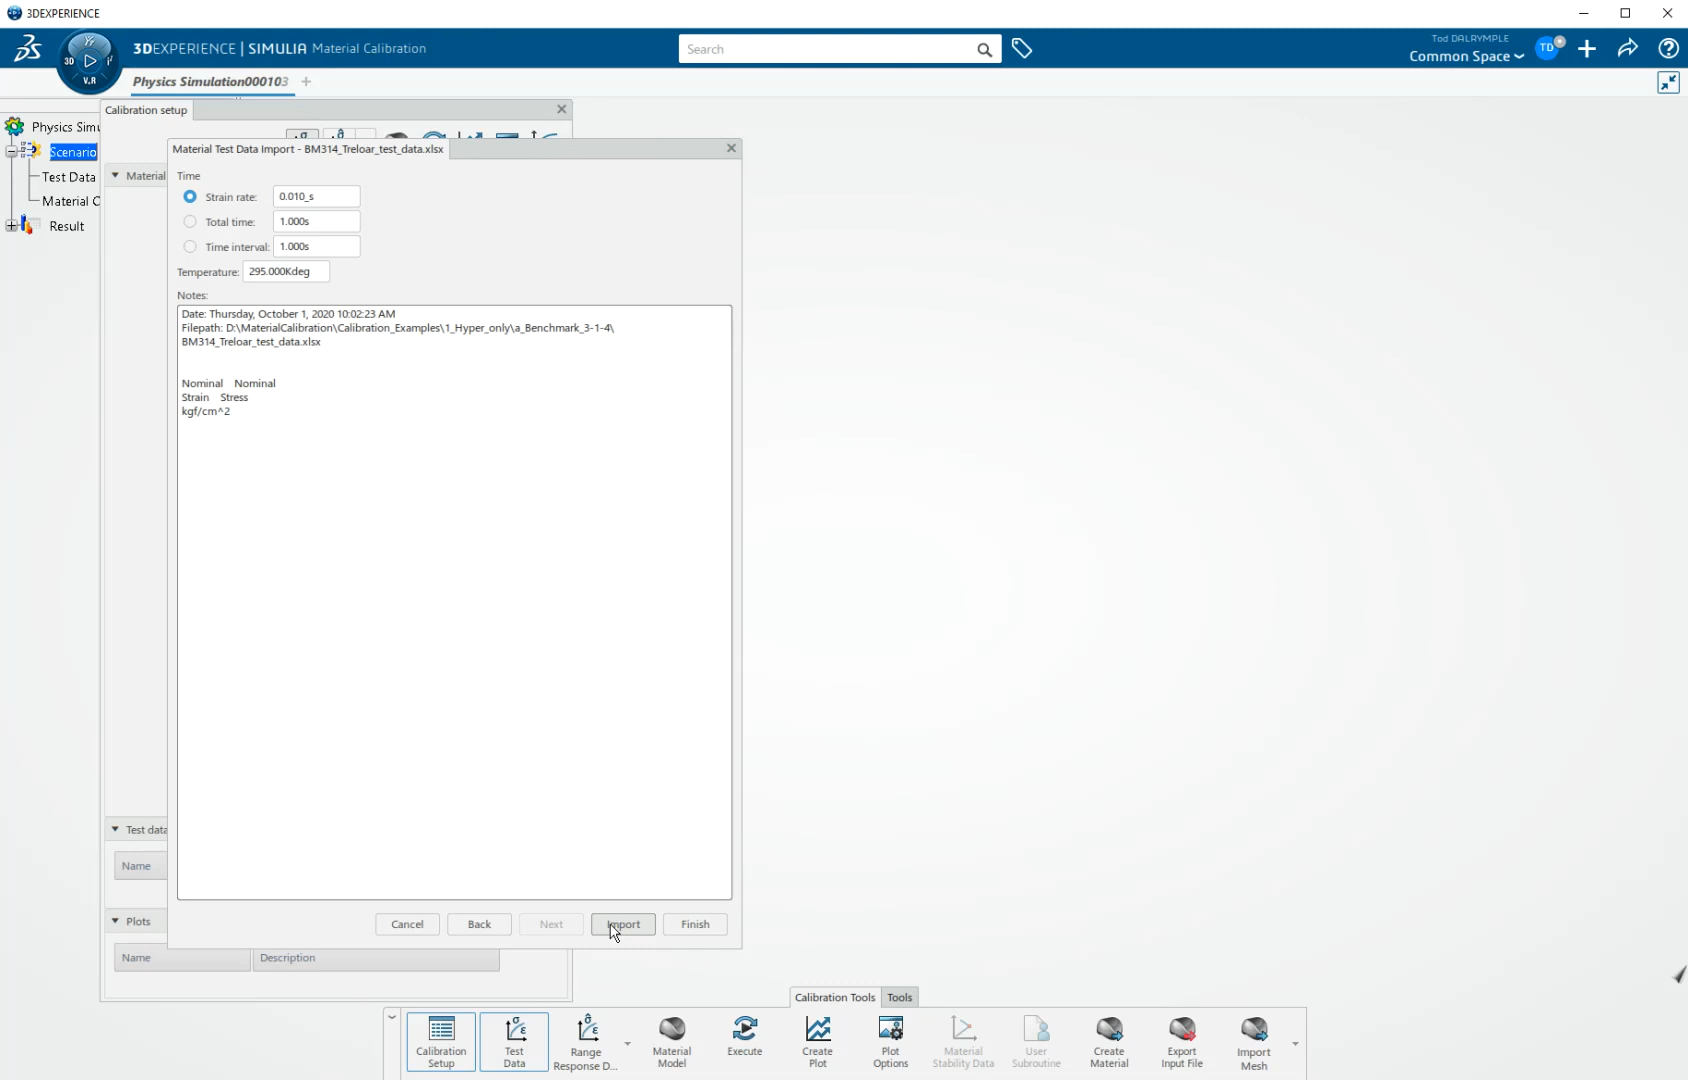 3DEXPERIENCE
3DEXPERIENCE | SIMULIA Material Calibration
Search
Tod DALRYMPLE
Common Space
TD
3D
V.R
Physics Simulation000103 +
Calibration setup
Physics Simu
Scenario
Test Data
Material C
Result
Material
Material Test Data Import - BM314_Treloar_test_data.xlsx
Time
Strain rate: 0.010_s
Total time: 1.000s
Time interval: 1.000s
Temperature: 295.000Kdeg
Notes:
Date: Thursday, October 1, 2020 10:02:23 AM
Filepath: D:\MaterialCalibration\Calibration_Examples\1_Hyper_only\a_Benchmark_3-1-4\
BM314_Treloar_test_data.xlsx
Nominal Nominal
Strain Stress
kgf/cm^2
Test data
Name
Plots
Cancel Back Next Import Finish
Name Description
Calibration Tools Tools
Calibration Setup
Test Data
Range Response D...
Material Model
Execute
Create Plot
Plot Options
Material Stability Data
User Subroutine
Create Material
Export Input File
Import Mesh